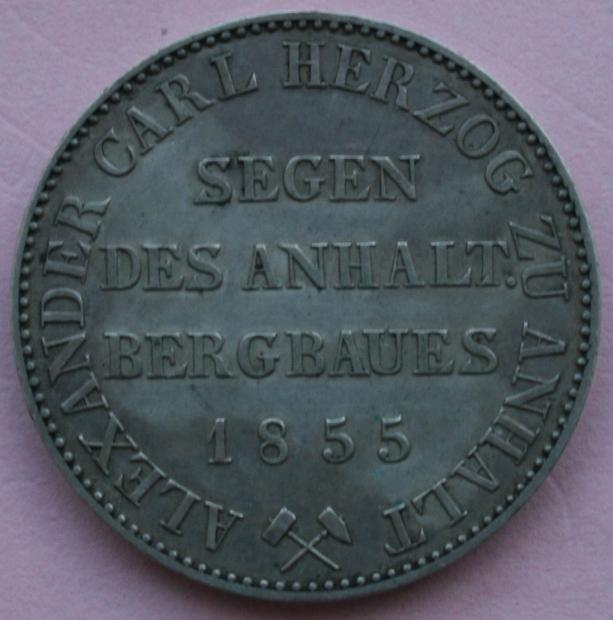 ALEXANDER CARL HERZOG ZU ANHALT
SEGEN
DES ANHALT.
BERGBAUES
1855